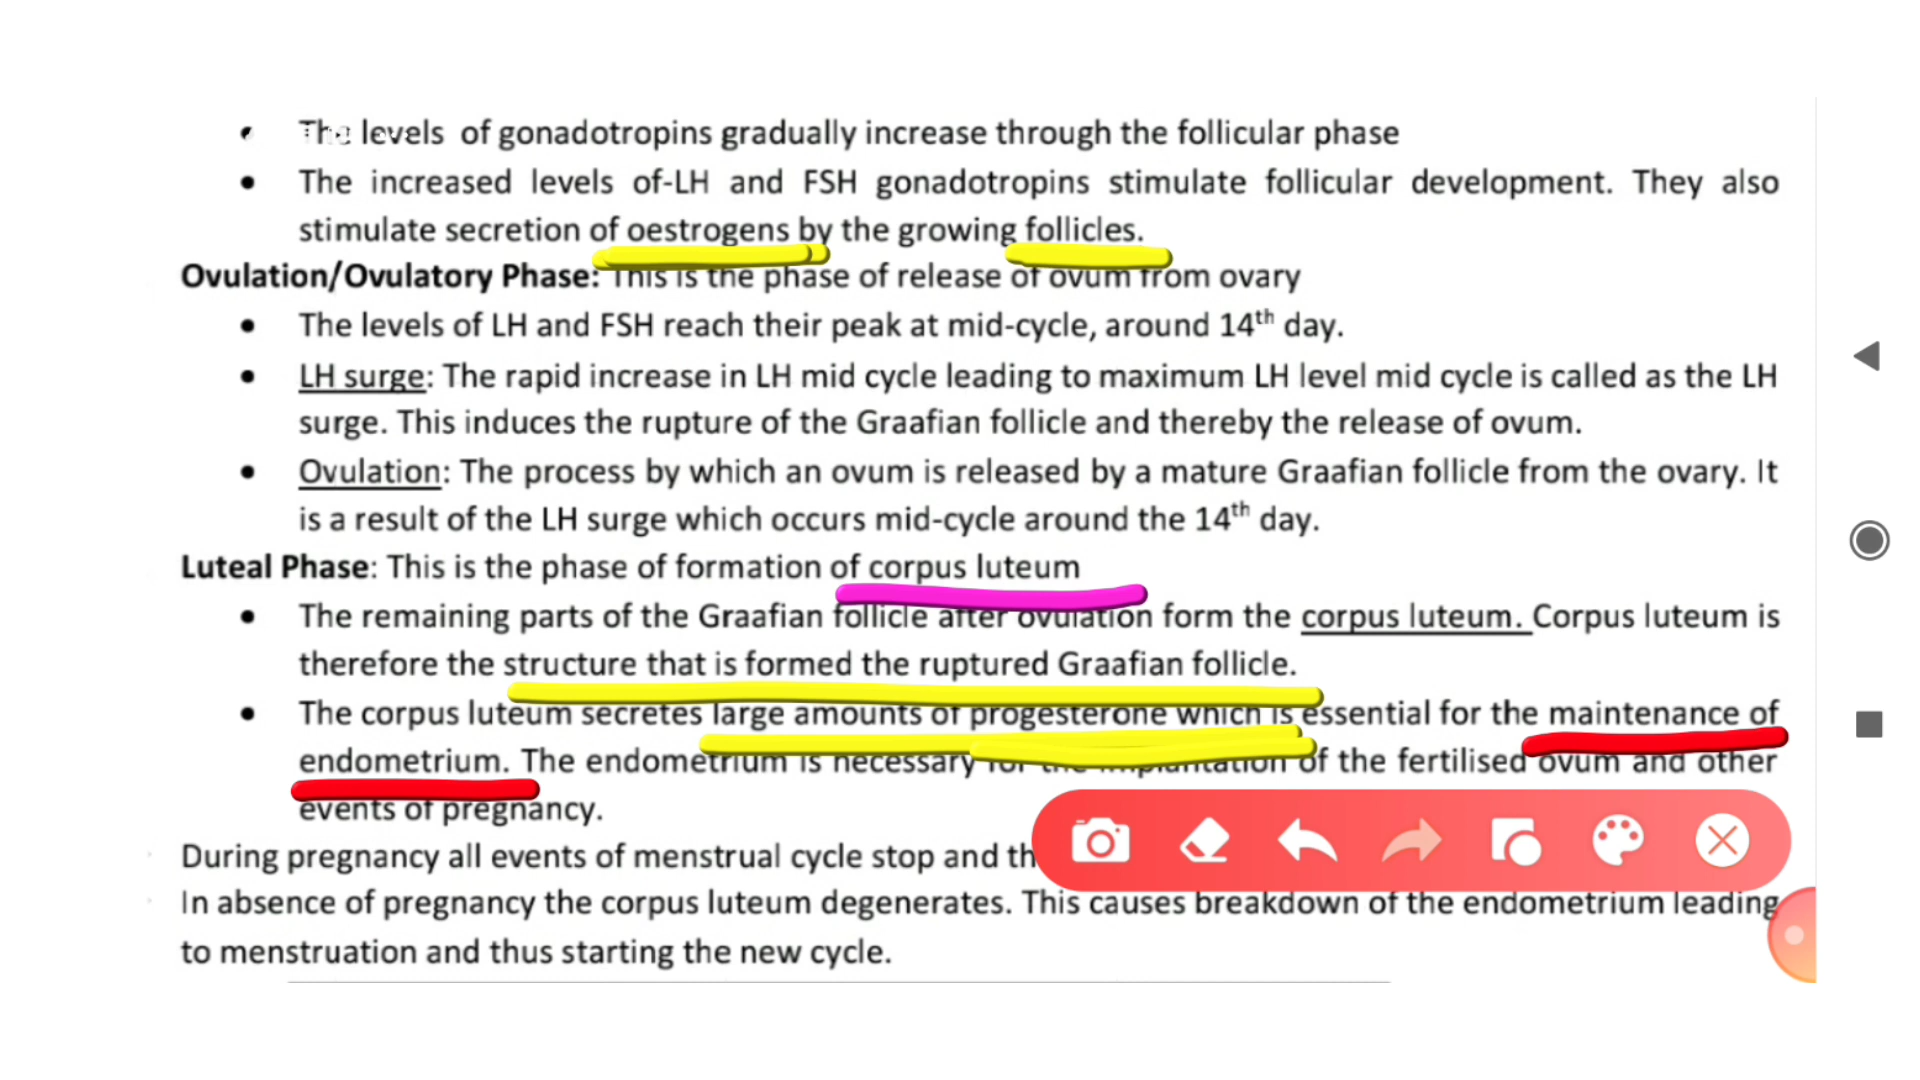 The levels of gonadotropins gradually increase through the follicular phase
• The increased levels of-LH and FSH gonadotropins stimulate follicular development. They also
stimulate secretion of oestrogens by the growing follicles.
Ovulation/Ovulatory Phase: This is the phase of release of ovum from ovary
• The levels of LH and FSH reach their peak at mid-cycle, around 14th day.
• LH surge: The rapid increase in LH mid cycle leading to maximum LH level mid cycle is called as the LH
surge. This induces the rupture of the Graafian follicle and thereby the release of ovum.
• Ovulation: The process by which an ovum is released by a mature Graafian follicle from the ovary. It
is a result of the LH surge which occurs mid-cycle around the 14th day.
Luteal Phase: This is the phase of formation of corpus luteum
• The remaining parts of the Graafian follicle after ovulation form the corpus luteum. Corpus luteum is
therefore the structure that is formed the ruptured Graafian follicle.
• The corpus luteum secretes large amounts of progesterone which is essential for the maintenance of
endometrium. The endometrium is necessary for the implantation of the fertilised ovum and other
events of pregnancy.
During pregnancy all events of menstrual cycle stop and
In absence of pregnancy the corpus luteum degenerates. This causes breakdown of the endometrium leading
to menstruation and thus starting the new cycle.